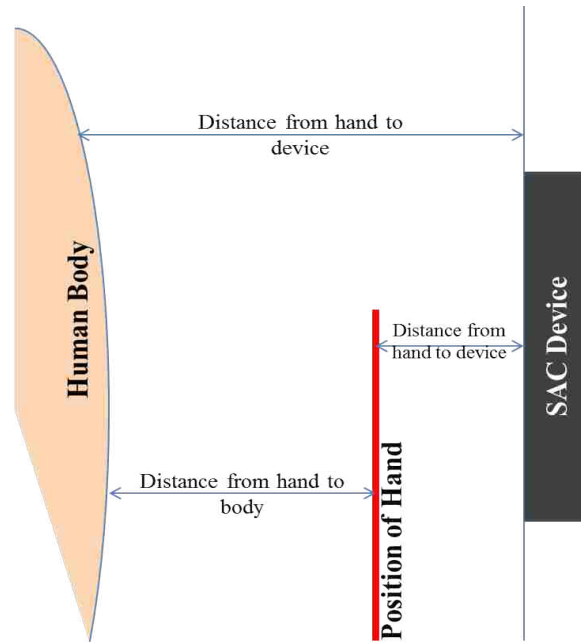 Distance from hand to
device
Human Body
SAC Device
Distance from
hand to device
Position of Hand
Distance from hand to
body